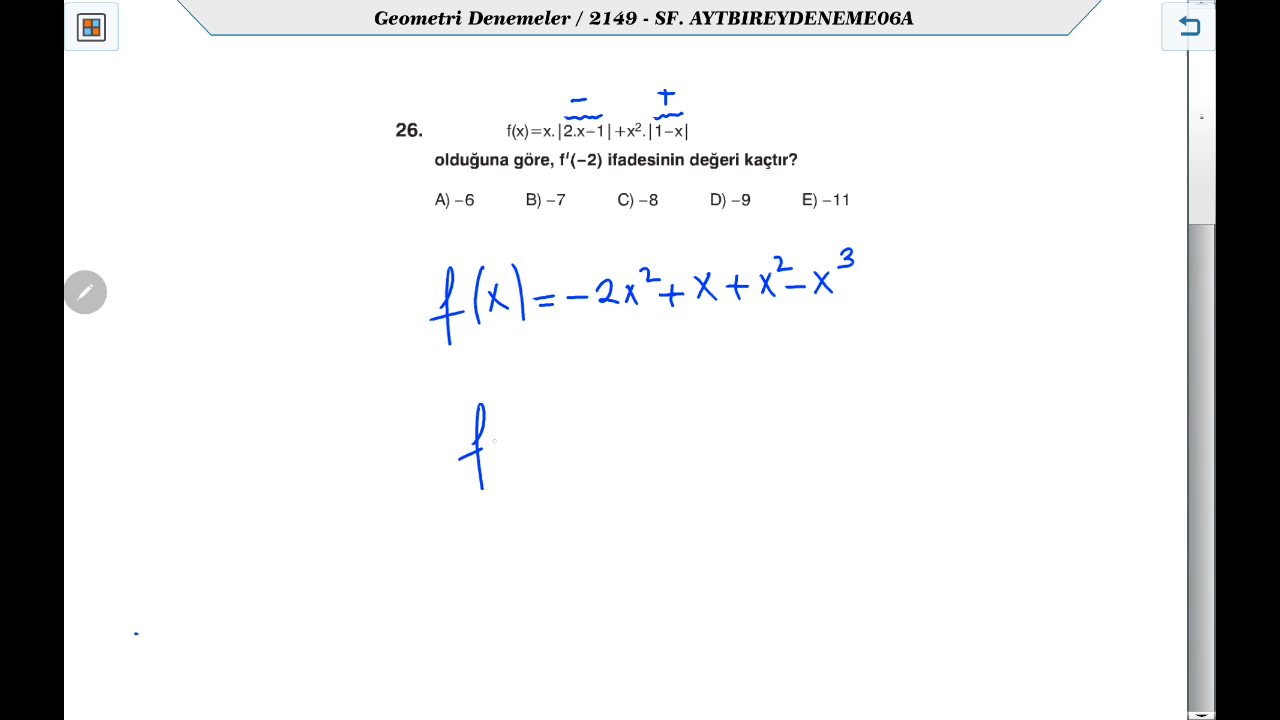 Geometri Denemeler / 2149 - SF. AYTBIREYDENEME06A
− +
26. f(x)=x.|2.x−1|+x².|1−x|
olduğuna göre, f'(−2) ifadesinin değeri kaçtır?
A) −6 B) −7 C) −8 D) −9 E) −11
f(x) = −2x² + x + x² − x³
f